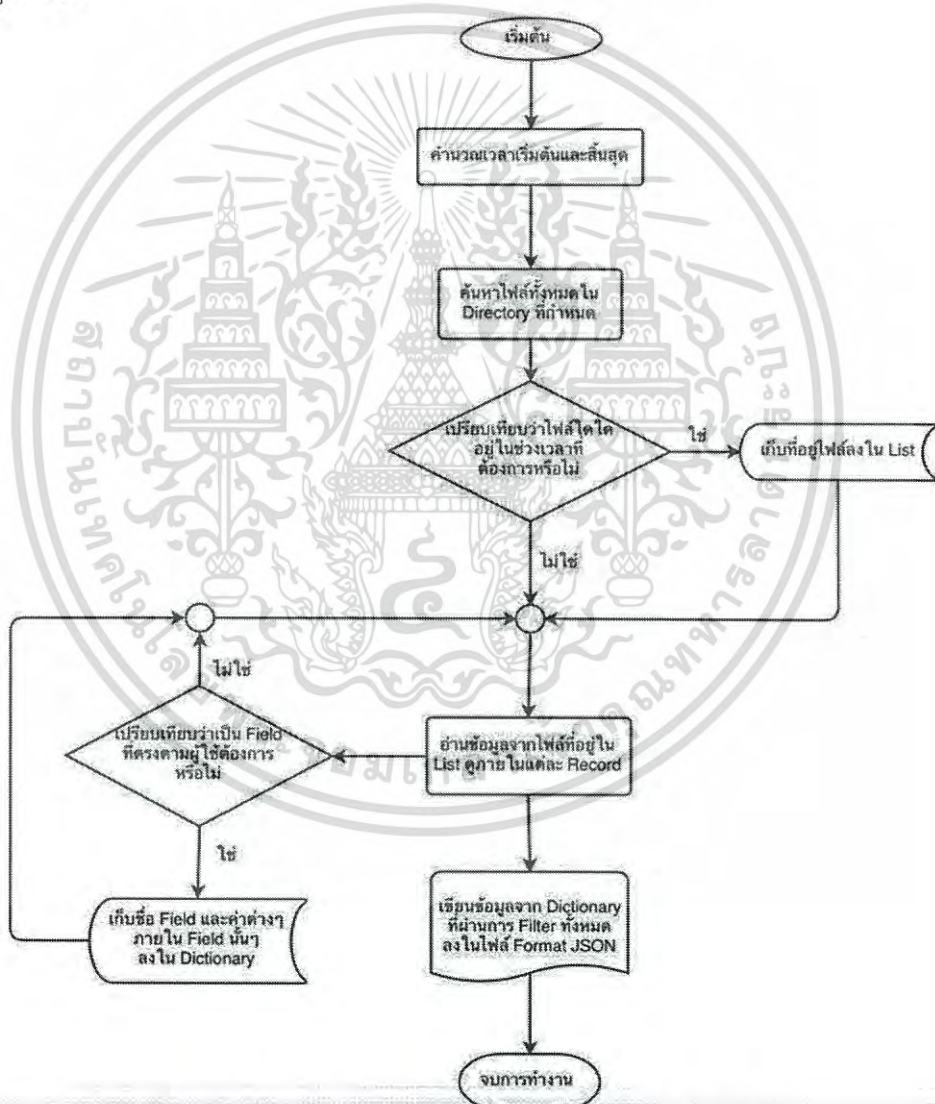 เริ่มต้น
คำนวณเวลาเริ่มต้นและสิ้นสุด
ค้นหาไฟล์ทั้งหมดใน
Directory ที่กำหนด
เปรียบเทียบว่าไฟล์ใดใด
อยู่ในช่วงเวลาที่
ต้องการหรือไม่
ใช่
เก็บที่อยู่ไฟล์ลงใน List
ไม่ใช่
ไม่ใช่
เปรียบเทียบว่าเป็น Field
ที่ตรงตามผู้ใช้ต้องการ
หรือไม่
อ่านข้อมูลจากไฟล์ที่อยู่ใน
List ดูภายในแต่ละ Record
ใช่
เก็บชื่อ Field และค่าต่างๆ
ภายใน Field นั้นๆ
ลงใน Dictionary
เขียนข้อมูลจาก Dictionary
ที่ผ่านการ Filter ทั้งหมด
ลงในไฟล์ Format JSON
จบการทำงาน